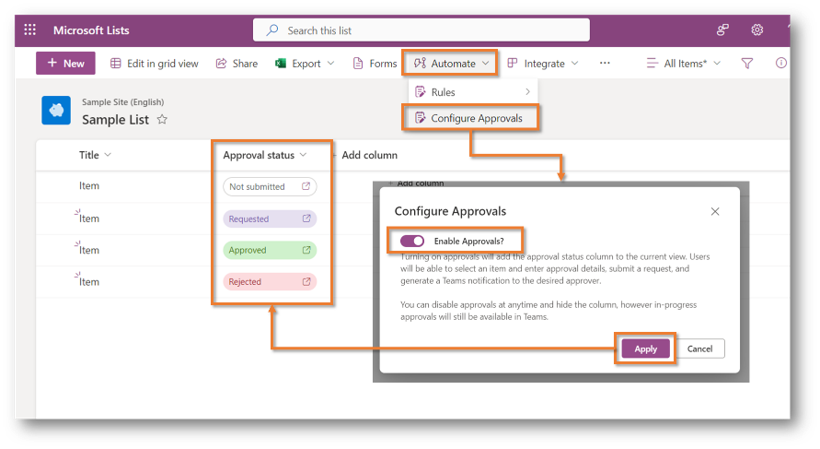 Microsoft Lists
Search this list
New
Edit in grid view
Share
Export
Forms
Automate
Integrate
All Items*
Rules
Configure Approvals
Sample Site (English)
Sample List
Title
Approval status
Add column
Item
Not submitted
Item
Requested
Item
Approved
Item
Rejected
Add column
Configure Approvals
Enable Approvals?
Turning on approvals will add the approval status column to the current view. Users
will be able to select an item and enter approval details, submit a request, and
generate a Teams notification to the desired approver.
You can disable approvals at anytime and hide the column, however in-progress
approvals will still be available in Teams.
Apply
Cancel